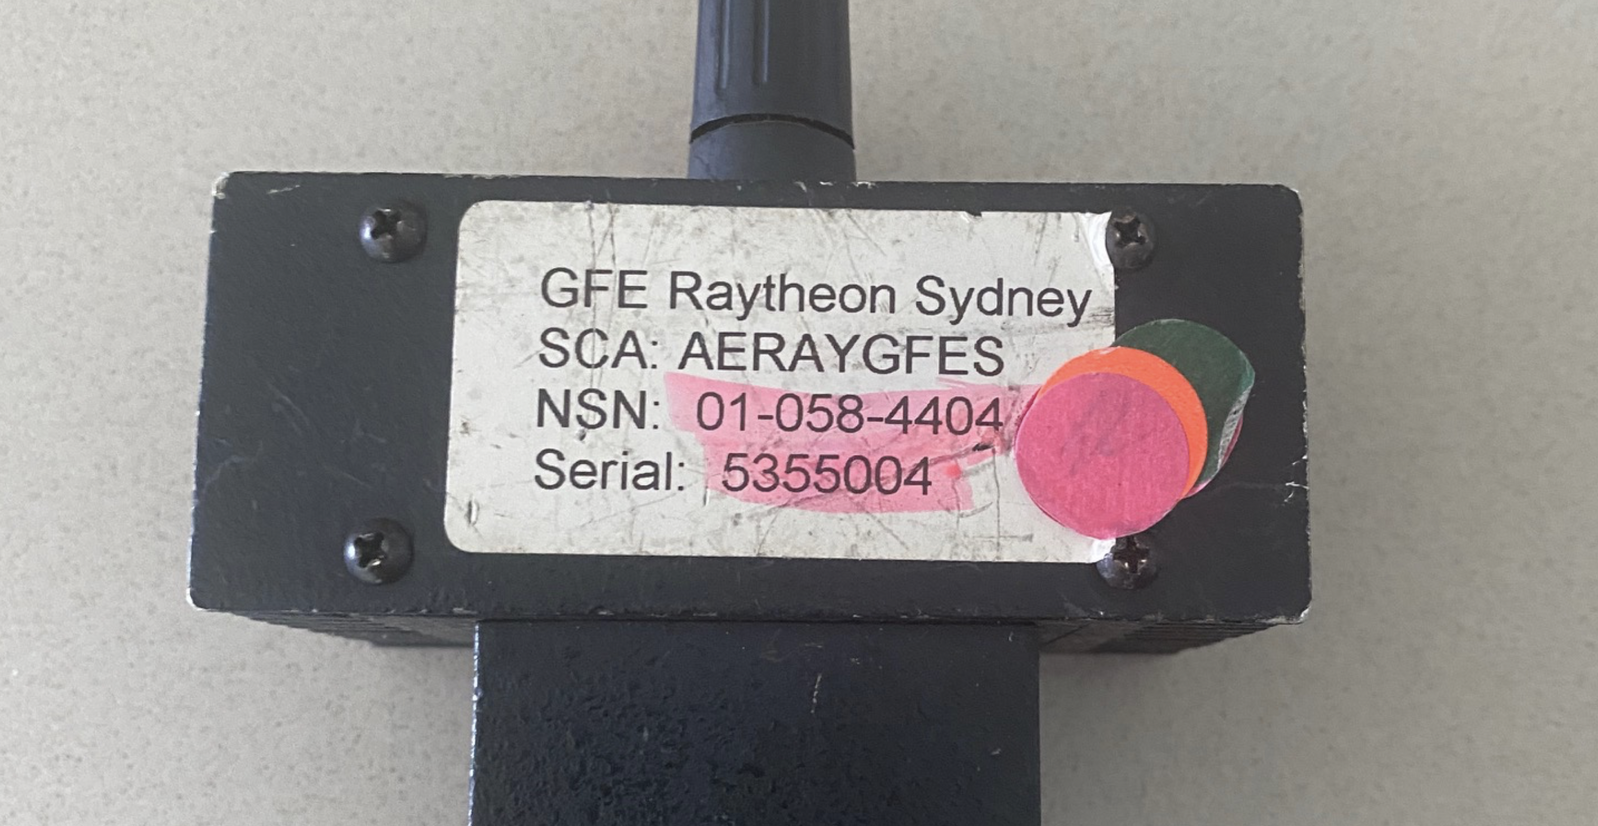 GFE Raytheon Sydney
SCA: AERAYGFES
NSN: 01-058-4404
Serial: 5355004